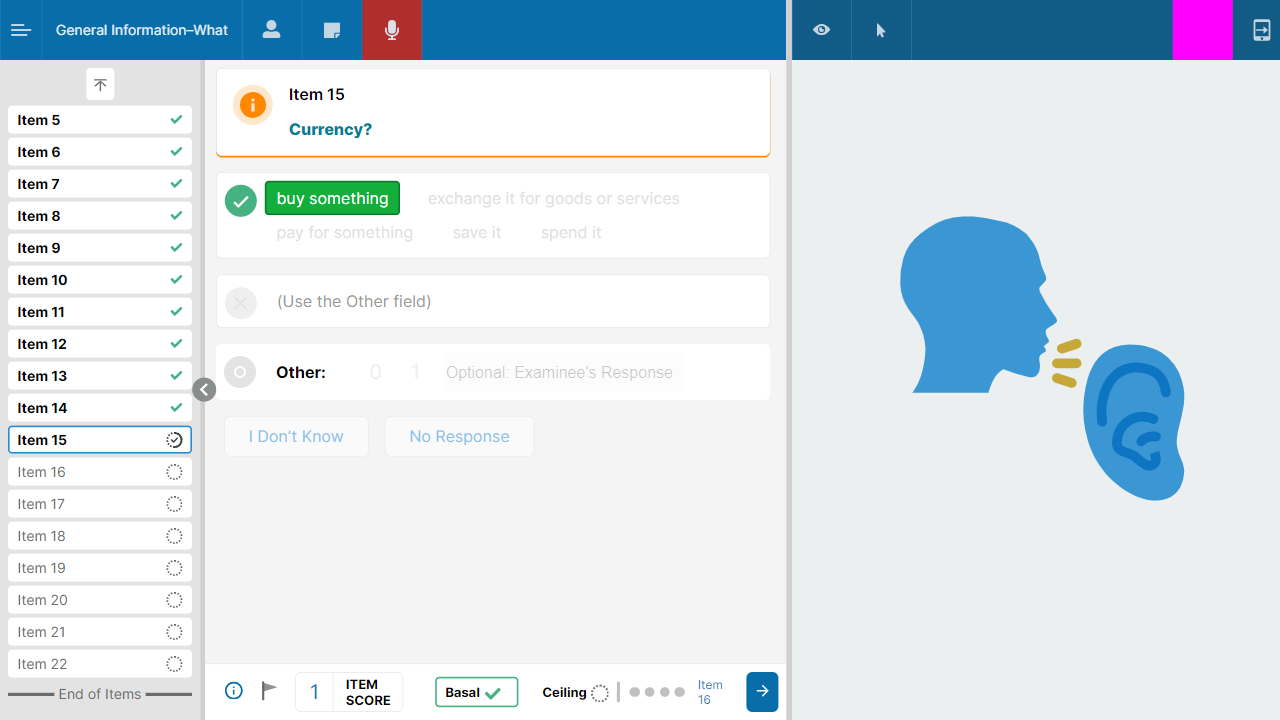 General Information–What
Item 5
Item 6
Item 7
Item 8
Item 9
Item 10
Item 11
Item 12
Item 13
Item 14
Item 15
Item 16
Item 17
Item 18
Item 19
Item 20
Item 21
Item 22
End of Items
Item 15
Currency?
buy something exchange it for goods or services
pay for something save it spend it
(Use the Other field)
Other: 0 1 Optional: Examinee's Response
I Don't Know No Response
1 ITEM SCORE Basal Ceiling Item 16